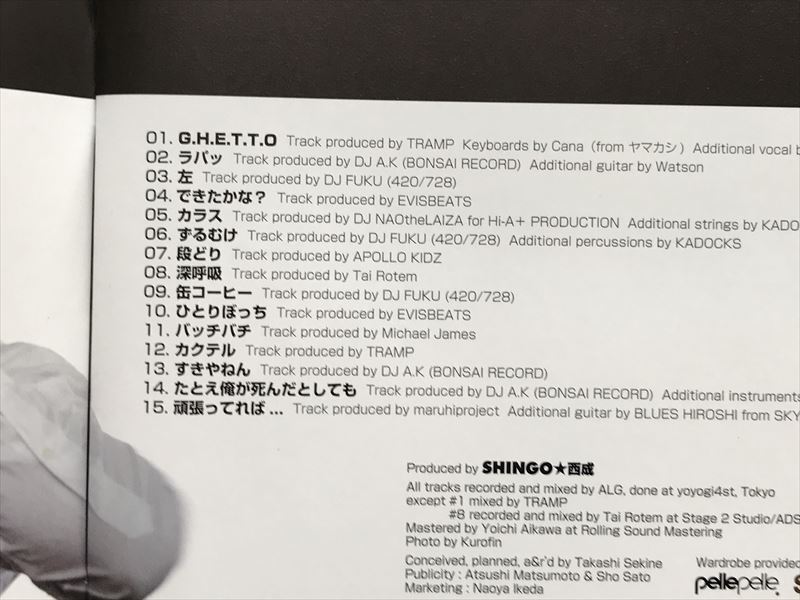 01. G.H.E.T.T.O Track produced by TRAMP Keyboards by Cana (from ヤマカシ) Additional vocal b
02. ラパッ Track produced by DJ A.K (BONSAI RECORD) Additional guitar by Watson
03. 左 Track produced by DJ FUKU (420/728)
04. できたかな? Track produced by EVISBEATS
05. カラス Track produced by DJ NAOtheLAIZA for Hi-A+ PRODUCTION Additional strings by KADO
06. ずるむけ Track produced by DJ FUKU (420/728) Additional percussions by KADOCKS
07. 段どり Track produced by APOLLO KIDZ
08. 深呼吸 Track produced by Tai Rotem
09. 缶コーヒー Track produced by DJ FUKU (420/728)
10. ひとりぼっち Track produced by EVISBEATS
11. バッチバチ Track produced by Michael James
12. カクテル Track produced by TRAMP
13. すきやねん Track produced by DJ A.K (BONSAI RECORD)
14. たとえ俺が死んだとしても Track produced by DJ A.K (BONSAI RECORD) Additional instruments
15. 頑張ってれば... Track produced by maruhiproject Additional guitar by BLUES HIROSHI from SKY
Produced by SHINGO★西成
All tracks recorded and mixed by ALG, done at yoyogi4st, Tokyo
except #1 mixed by TRAMP
#8 recorded and mixed by Tai Rotem at Stage 2 Studio/ADS
Mastered by Yoichi Aikawa at Rolling Sound Mastering
Photo by Kurofin
Conceived, planned, a&r'd by Takashi Sekine
Publicity : Atsushi Matsumoto & Sho Sato
Marketing : Naoya Ikeda
Wardrobe provided
pellepelle. S